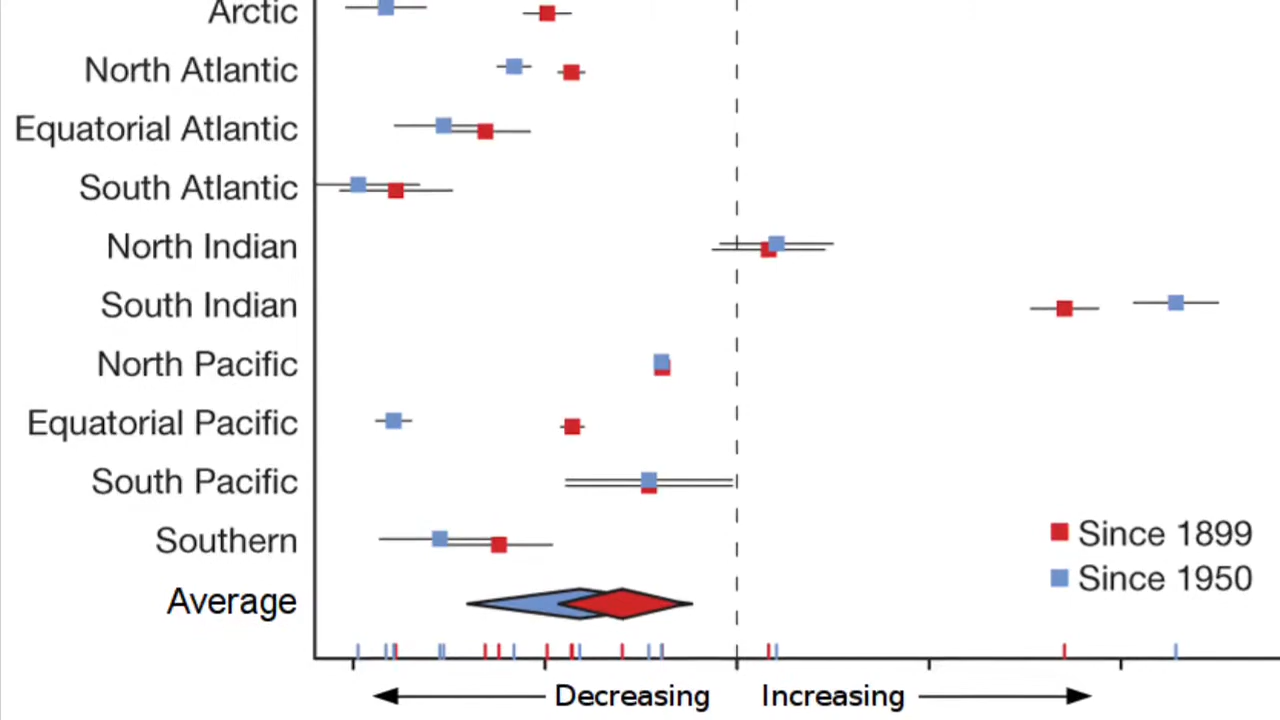 Arctic
North Atlantic
Equatorial Atlantic
South Atlantic
North Indian
South Indian
North Pacific
Equatorial Pacific
South Pacific
Southern
Average
Since 1899
Since 1950
Decreasing
Increasing